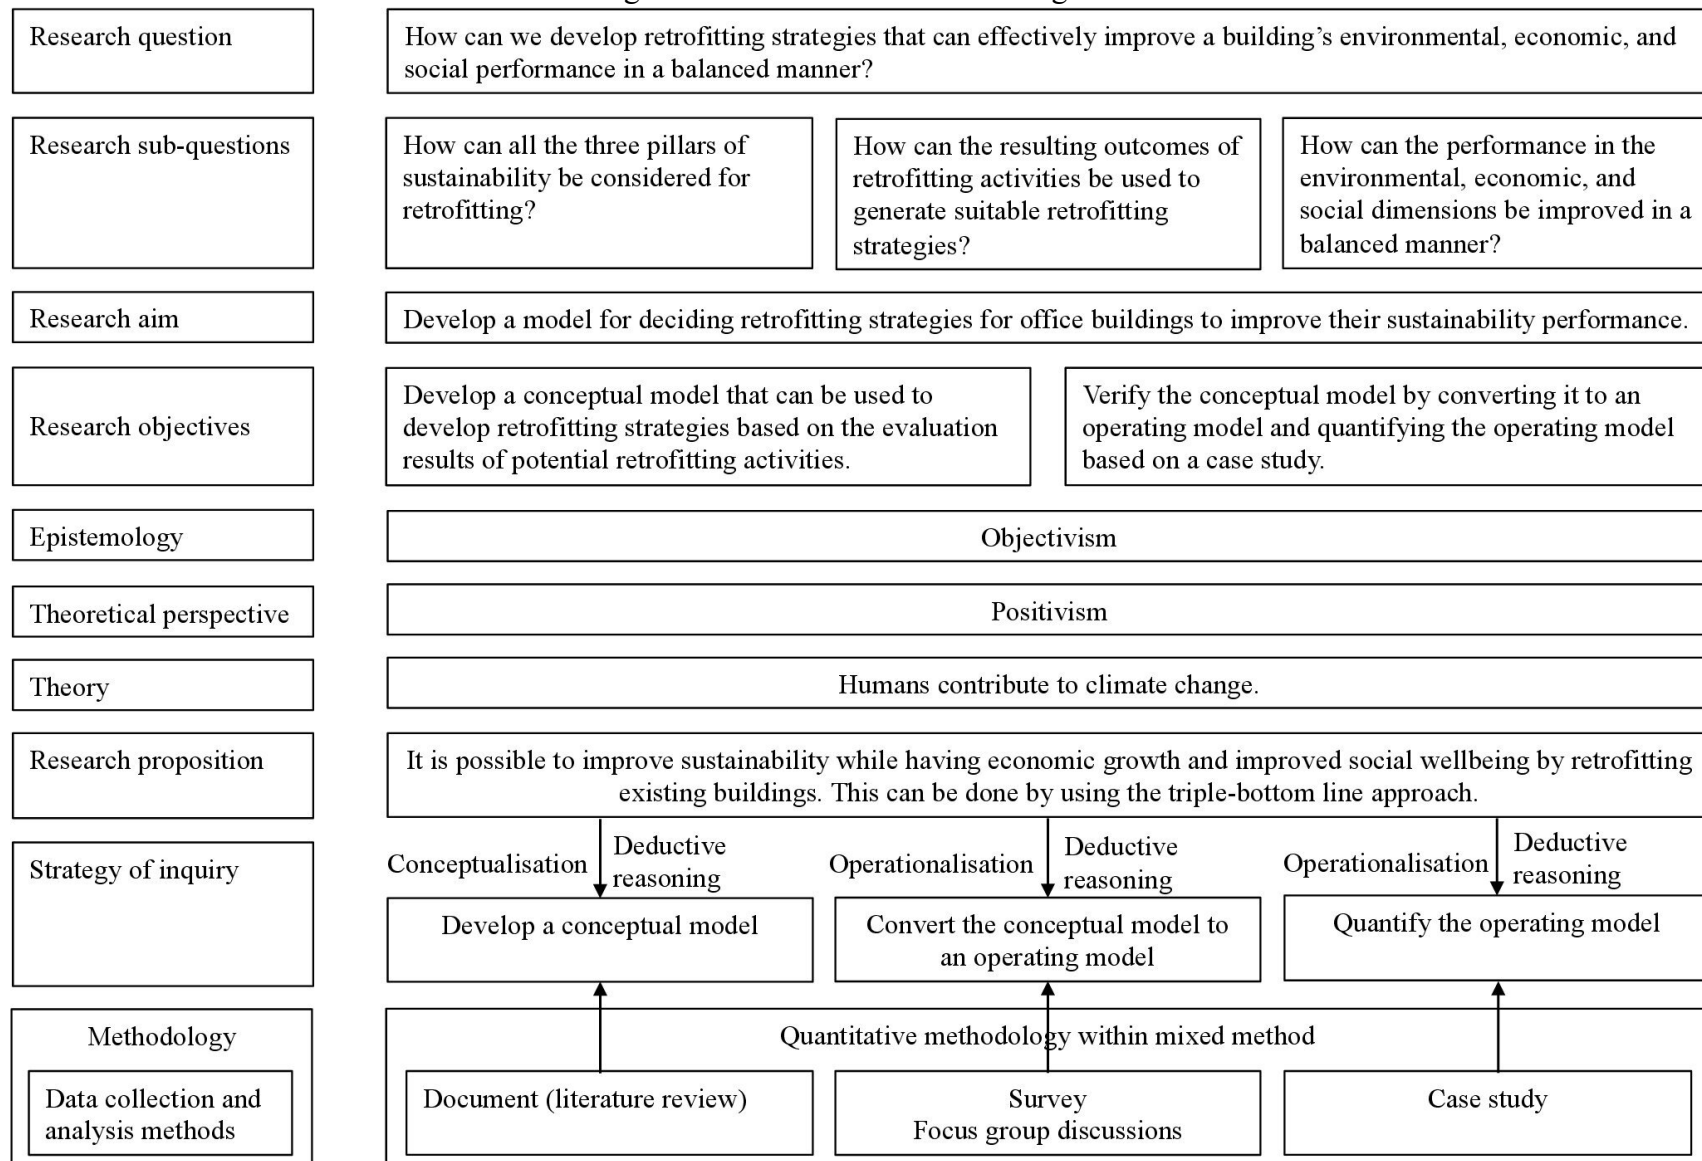 Research question
How can we develop retrofitting strategies that can effectively improve a building’s environmental, economic, and
social performance in a balanced manner?
Research sub-questions
How can all the three pillars of
sustainability be considered for
retrofitting?
How can the resulting outcomes of
retrofitting activities be used to
generate suitable retrofitting
strategies?
How can the performance in the
environmental, economic, and
social dimensions be improved in a
balanced manner?
Research aim
Develop a model for deciding retrofitting strategies for office buildings to improve their sustainability performance.
Research objectives
Develop a conceptual model that can be used to
develop retrofitting strategies based on the evaluation
results of potential retrofitting activities.
Verify the conceptual model by converting it to an
operating model and quantifying the operating model
based on a case study.
Epistemology
Objectivism
Theoretical perspective
Positivism
Theory
Humans contribute to climate change.
Research proposition
It is possible to improve sustainability while having economic growth and improved social wellbeing by retrofitting
existing buildings. This can be done by using the triple-bottom line approach.
Strategy of inquiry
Conceptualisation
Deductive
reasoning
Operationalisation
Deductive
reasoning
Operationalisation
Deductive
reasoning
Develop a conceptual model
Convert the conceptual model to
an operating model
Quantify the operating model
Methodology
Quantitative methodology within mixed method
Data collection and
analysis methods
Document (literature review)
Survey
Focus group discussions
Case study